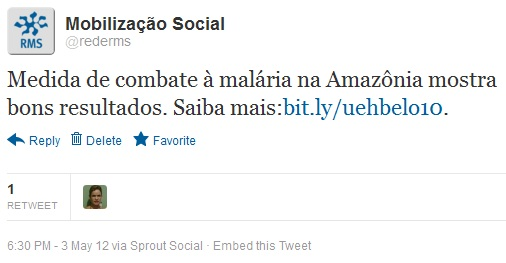 RMS
Mobilização Social
@rederms
Medida de combate à malária na Amazônia mostra
bons resultados. Saiba mais:bit.ly/uehbelo10.
Reply Delete Favorite
1
RETWEET
6:30 PM - 3 May 12 via Sprout Social · Embed this Tweet